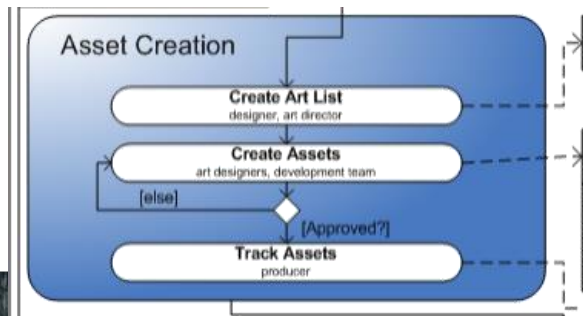 Asset Creation
Create Art List
designer, art director
Create Assets
art designers, development team
[else]
[Approved?]
Track Assets
producer